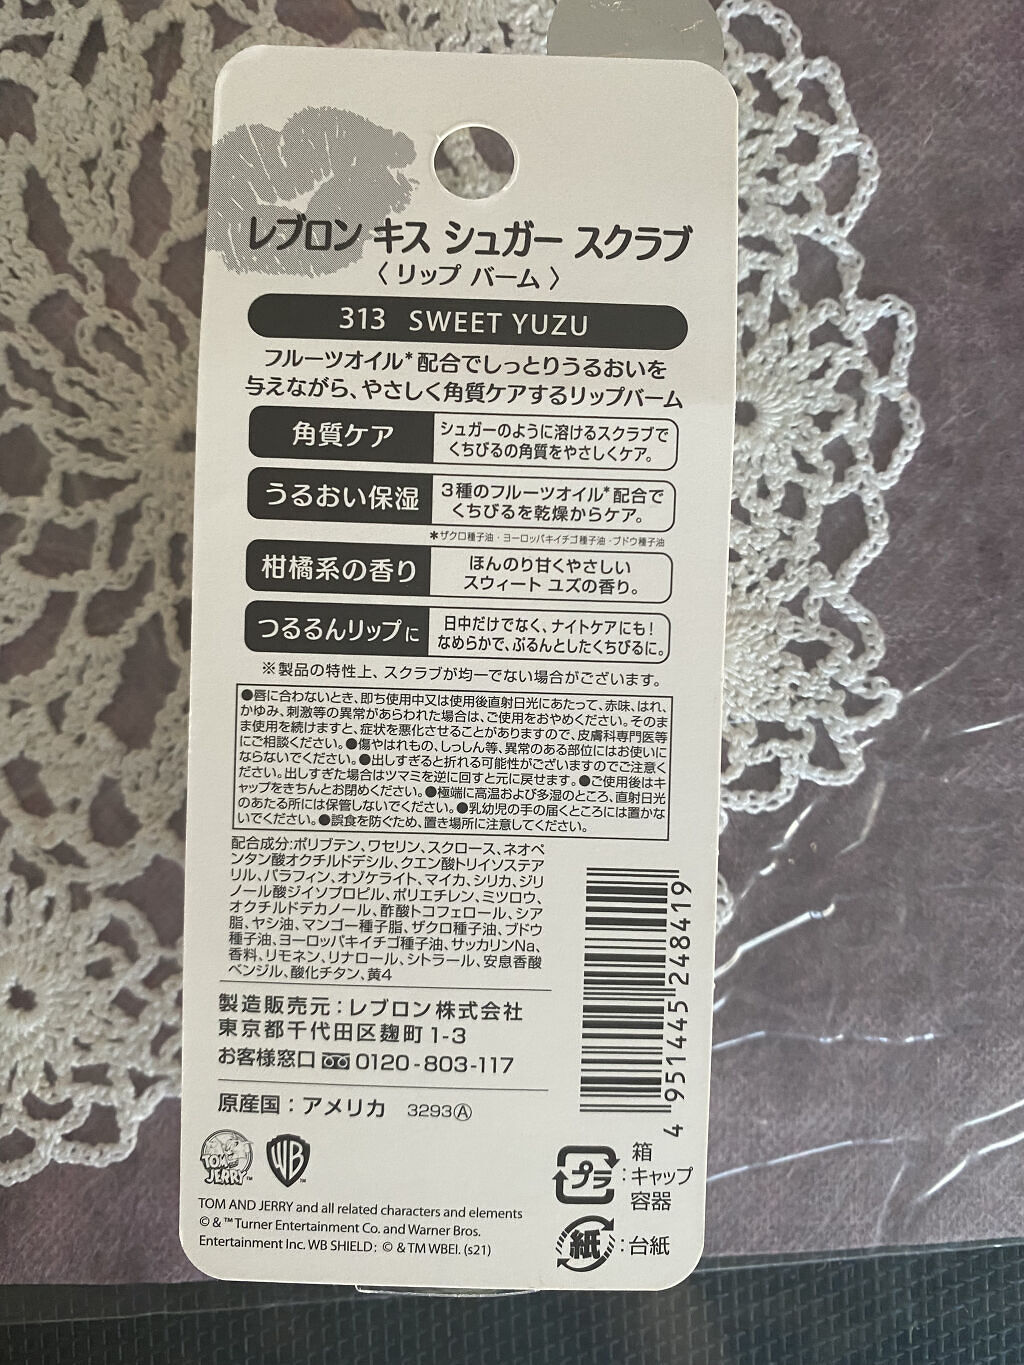 レブロン キス シュガー スクラブ
〈 リップ バーム 〉
313 SWEET YUZU
フルーツオイル*配合でしっとりうるおいを
与えながら、やさしく角質ケアするリップバーム
角質ケア
シュガーのように溶けるスクラブで
くちびるの角質をやさしくケア。
うるおい保湿
3種のフルーツオイル*配合で
くちびるを乾燥からケア。
*ザクロ種子油・ヨーロッパキイチゴ種子油・ブドウ種子油
柑橘系の香り
ほんのり甘くやさしい
スウィート ユズの香り。
つるるんリップに
日中だけでなく、ナイトケアにも!
なめらかで、ぷるんとしたくちびるに。
※製品の特性上、スクラブが均一でない場合がございます。
●唇に合わないとき、即ち使用中又は使用後直射日光にあたって、赤味、はれ、
かゆみ、刺激等の異常があらわれた場合は、ご使用をおやめください。そのま
ま使用を続けますと、症状を悪化させることがありますので、皮膚科専門医等
にご相談ください。●傷やはれもの、しっしん等、異常のある部位にはお使いに
ならないでください。●出しすぎると折れる可能性がございますのでご注意く
ださい。出しすぎた場合はツマミを逆に回すと元に戻せます。●ご使用後はキ
ャップをきちんとお閉めください。●極端に高温および多湿のところ、直射日光
のあたる所には保管しないでください。●乳幼児の手の届くところには置かな
いでください。●誤食を防ぐため、置き場所に注意してください。
配合成分:ポリブテン、ワセリン、スクロース、ネオペ
ンタン酸オクチルドデシル、クエン酸トリイソステア
リル、パラフィン、オゾケライト、マイカ、シリカ、ジリ
ノール酸ジイソプロピル、ポリエチレン、ミツロウ、
オクチルドデカノール、酢酸トコフェロール、シア
脂、ヤシ油、マンゴー種子脂、ザクロ種子油、ブドウ
種子油、ヨーロッパキイチゴ種子油、サッカリンNa、
香料、リモネン、リナロール、シトラール、安息香酸
ベンジル、酸化チタン、黄4
製造販売元:レブロン株式会社
東京都千代田区麹町1-3
お客様窓口 0120-803-117
原産国:アメリカ 3293Ⓐ
4 951445 248419
TOM AND JERRY™
WB™
TOM AND JERRY and all related characters and elements
© & ™ Turner Entertainment Co. and Warner Bros.
Entertainment Inc. WB SHIELD: © & TM WBEI. (s21)
プラ
箱
:キャップ
容器
紙
:台紙